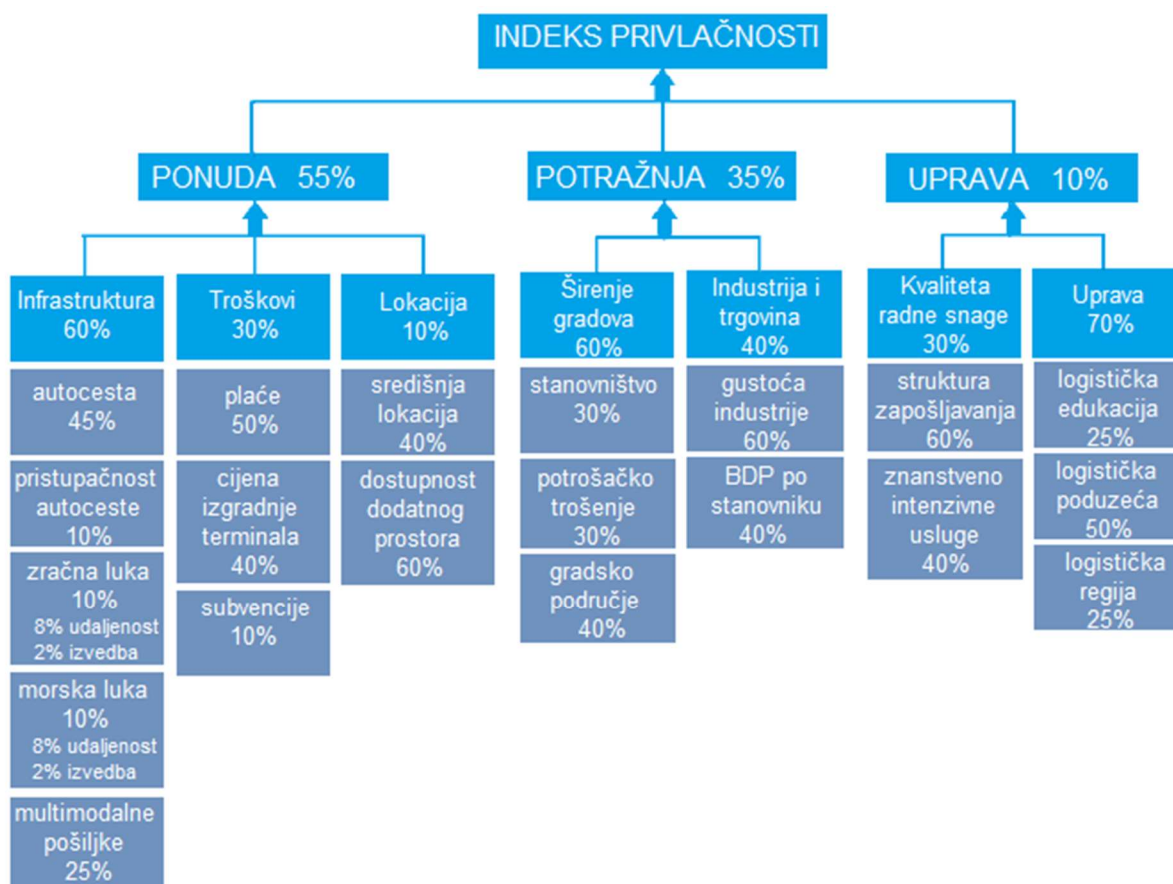 INDEKS PRIVLAČNOSTI
PONUDA 55%
POTRAŽNJA 35%
UPRAVA 10%
Infrastruktura
60%
Troškovi
30%
Lokacija
10%
Širenje
gradova
60%
Industrija i
trgovina
40%
Kvaliteta
radne snage
30%
Uprava
70%
autocesta
45%
pristupačnost
autoceste
10%
zračna luka
10%
8% udaljenost
2% izvedba
morska luka
10%
8% udaljenost
2% izvedba
multimodalne
pošiljke
25%
plaće
50%
cijena
izgradnje
terminala
40%
subvencije
10%
središnja
lokacija
40%
dostupnost
dodatnog
prostora
60%
stanovništvo
30%
potrošačko
trošenje
30%
gradsko
područje
40%
gustoća
industrije
60%
BDP po
stanovniku
40%
struktura
zapošljavanja
60%
znanstveno
intenzivne
usluge
40%
logistička
edukacija
25%
logistička
poduzeća
50%
logistička
regija
25%